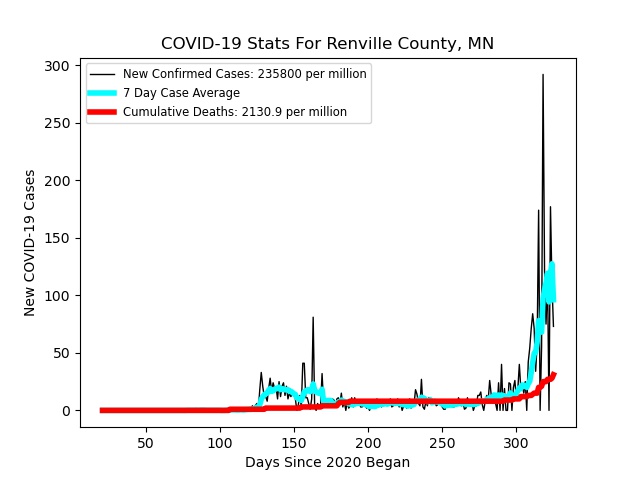 COVID-19 Stats For Renville County, MN
New Confirmed Cases: 235800 per million
7 Day Case Average
Cumulative Deaths: 2130.9 per million
New COVID-19 Cases
300
250
200
150
100
50
0
50
100
150
200
250
300
Days Since 2020 Began